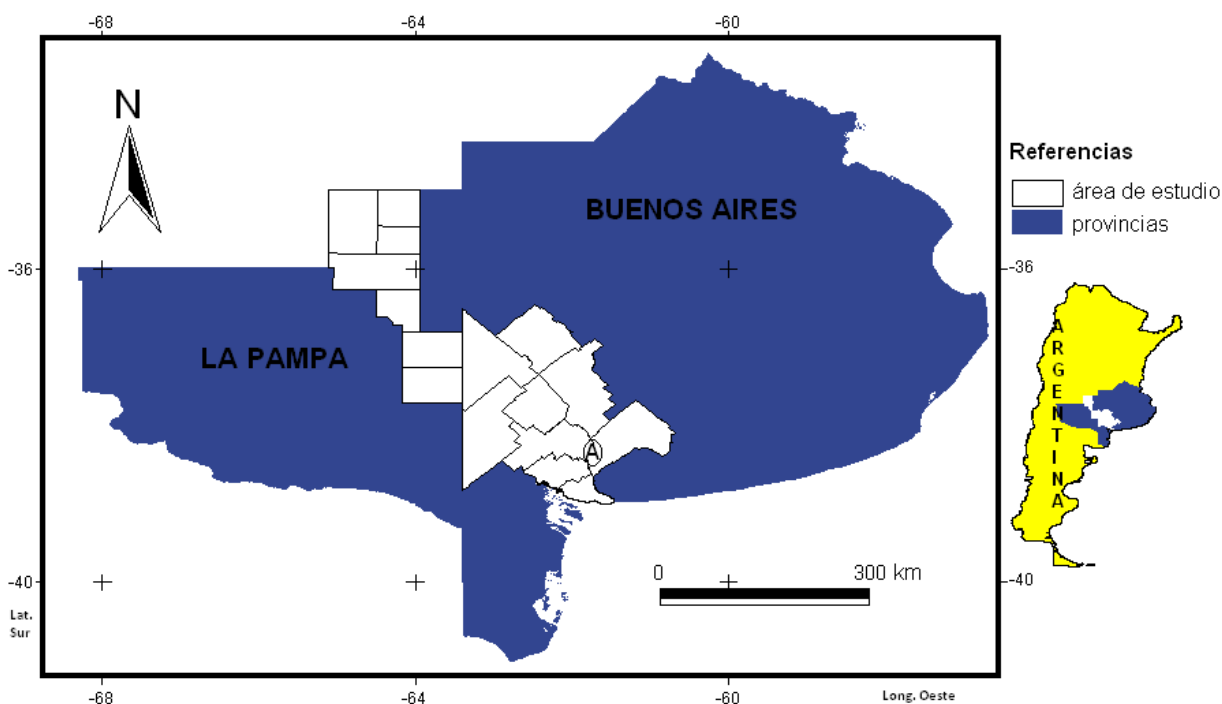 -68 -64 -60
N
Referencias
área de estudio
provincias
BUENOS AIRES
-36 -36
LA PAMPA
ARGENTINA
A
0 300 km
-40 -40
Lat.
Sur
-68 -64 -60
Long. Oeste